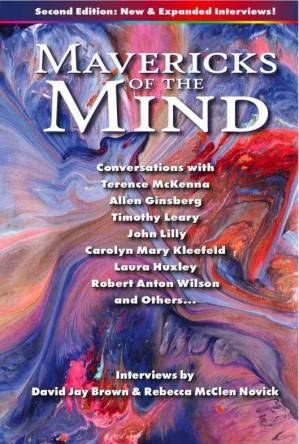 Second Edition: New & Expanded Interviews!
MAVERICKS
OF THE
MIND
Conversations with
Terence McKenna
Allen Ginsberg
Timothy Leary
John Lilly
Carolyn Mary Kleefeld
Laura Huxley
Robert Anton Wilson
and Others...
Interviews by
David Jay Brown & Rebecca McClen Novick